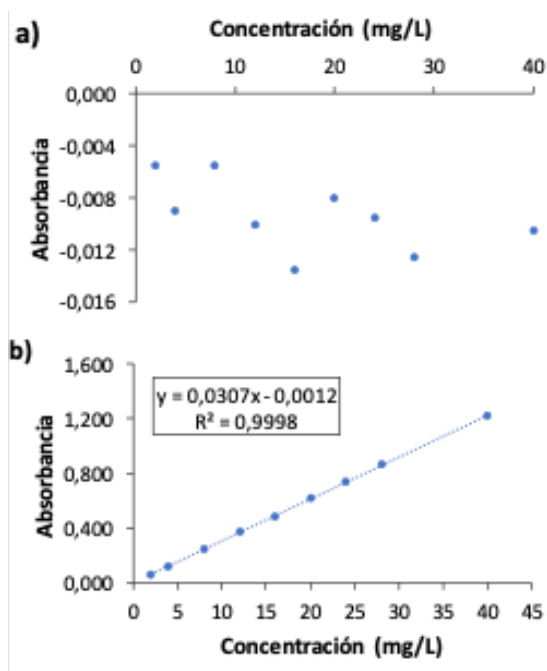 a)
Concentración (mg/L)
0 10 20 30 40
0,000
-0,004
-0,008
-0,012
-0,016
Absorbancia
b)
1,600
1,200
0,800
0,400
0,000
Absorbancia
y = 0,0307x - 0,0012
R² = 0,9998
0 5 10 15 20 25 30 35 40 45
Concentración (mg/L)